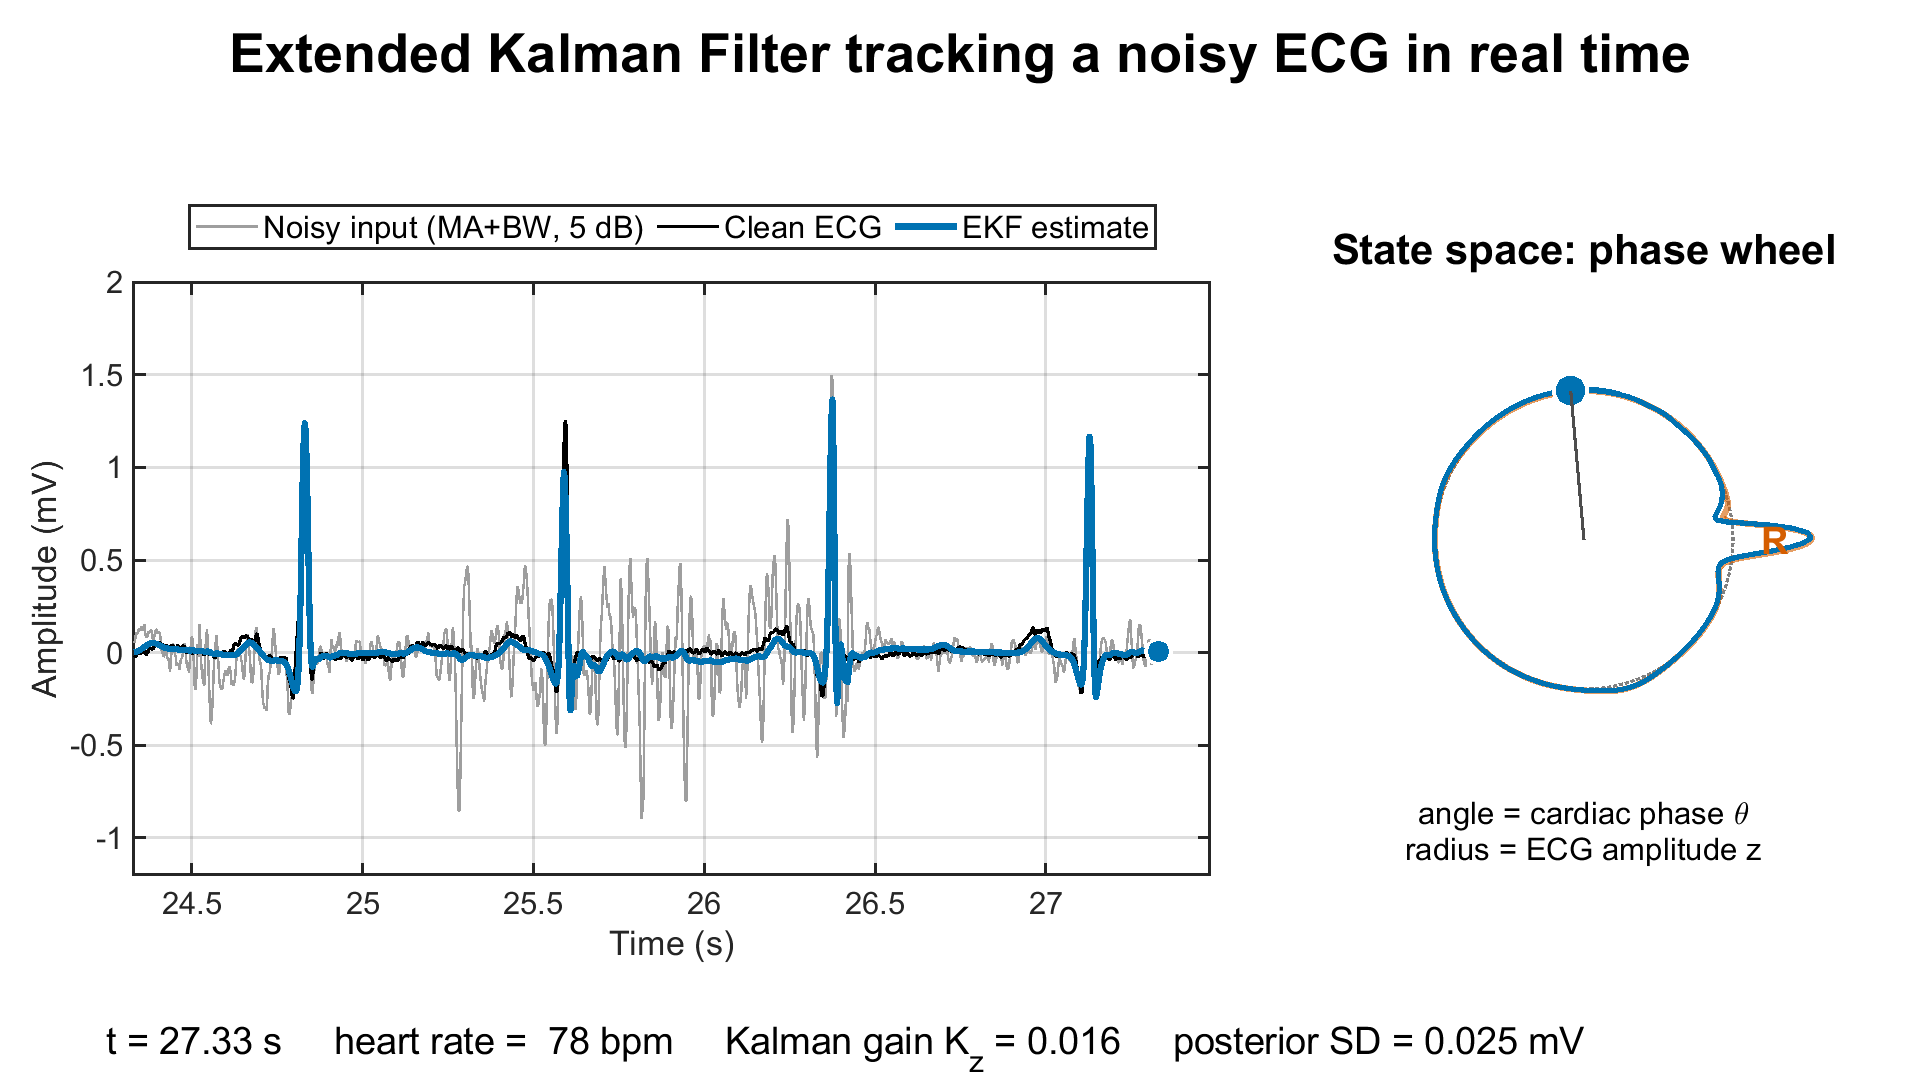 Extended Kalman Filter tracking a noisy ECG in real time
Noisy input (MA+BW, 5 dB) Clean ECG EKF estimate
State space: phase wheel
2
1.5
1
0.5
0
-0.5
-1
Amplitude (mV)
24.5 25 25.5 26 26.5 27
Time (s)
R
angle = cardiac phase θ
radius = ECG amplitude z
t = 27.33 s heart rate = 78 bpm Kalman gain K_z = 0.016 posterior SD = 0.025 mV